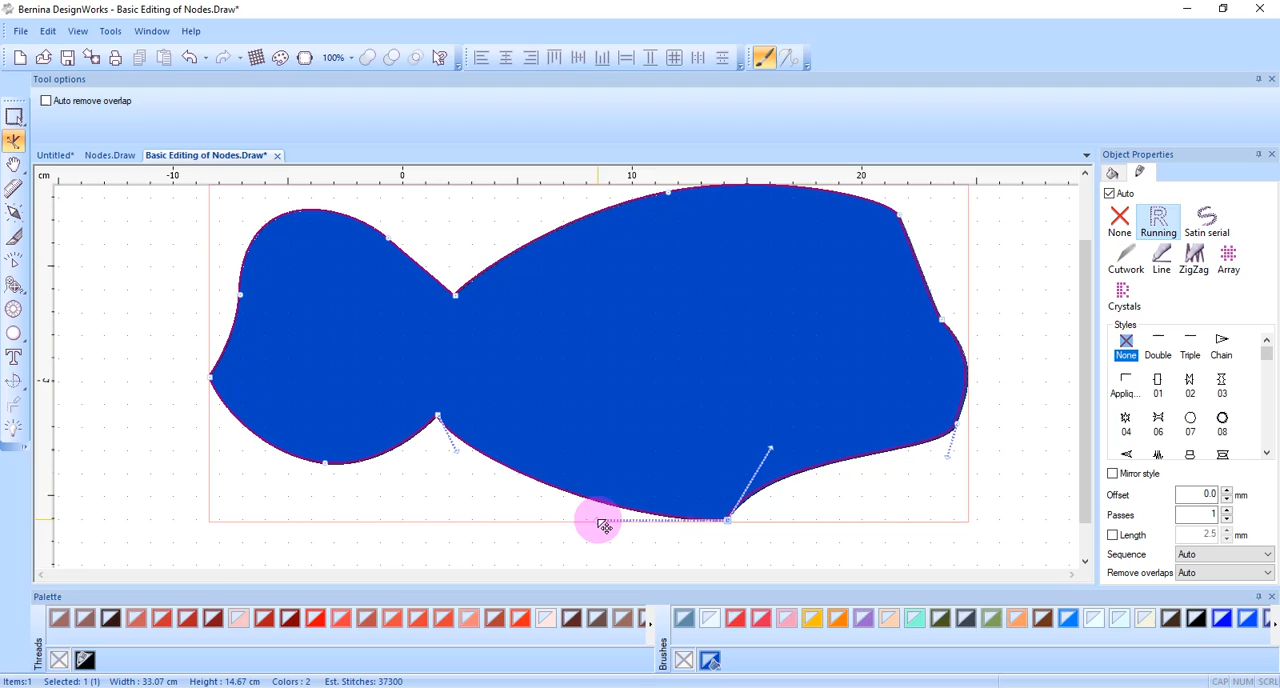 Bernina DesignWorks - Basic Editing of Nodes.Draw*
File Edit View Tools Window Help
100%
Tool options
Auto remove overlap
Untitled* Nodes.Draw Basic Editing of Nodes.Draw*
cm -10 0 10 20
Object Properties
Auto
None Running Satin serial
Cutwork Line ZigZag Array
Crystals
Styles
None Double Triple Chain
Appliq... 01 02 03
04 06 07 08
Mirror style
Offset 0.0 mm
Passes 1
Length 2.5 mm
Sequence Auto
Remove overlaps Auto
Palette
Threads
Brushes
Items:1 Selected: 1 (1) Width : 33.07 cm Height : 14.67 cm Colors : 2 Est. Stitches: 37300 CAP NUM SCRL